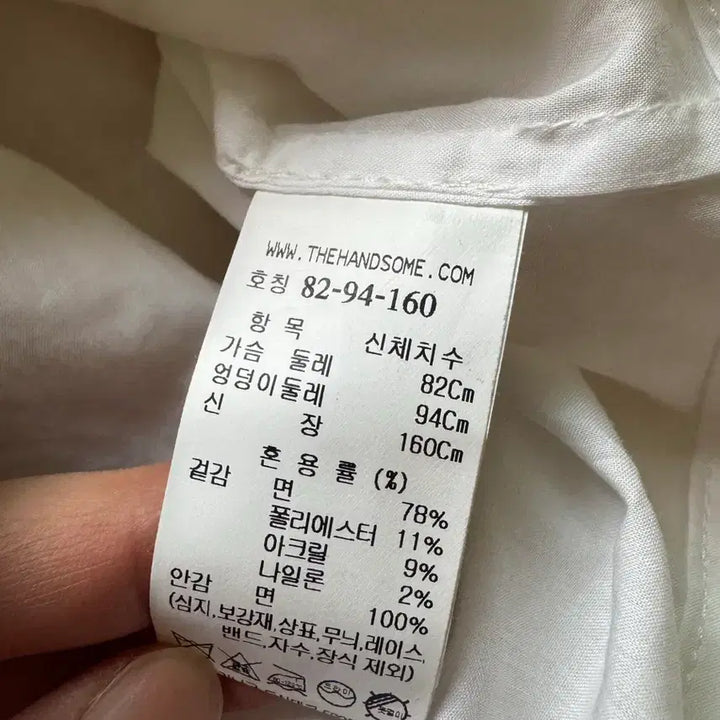 WWW.THEHANDSOME.COM
호칭 82-94-160
항 목 신체치수
가슴 둘레 82Cm
엉덩이둘레 94Cm
신 장 160Cm
혼 용 률 (%)
겉감 면 78%
폴리에스터 11%
아크릴 9%
나일론 2%
안감 면 100%
(심지,보강재,상표,무늬,레이스,
밴드,자수,장식 제외)